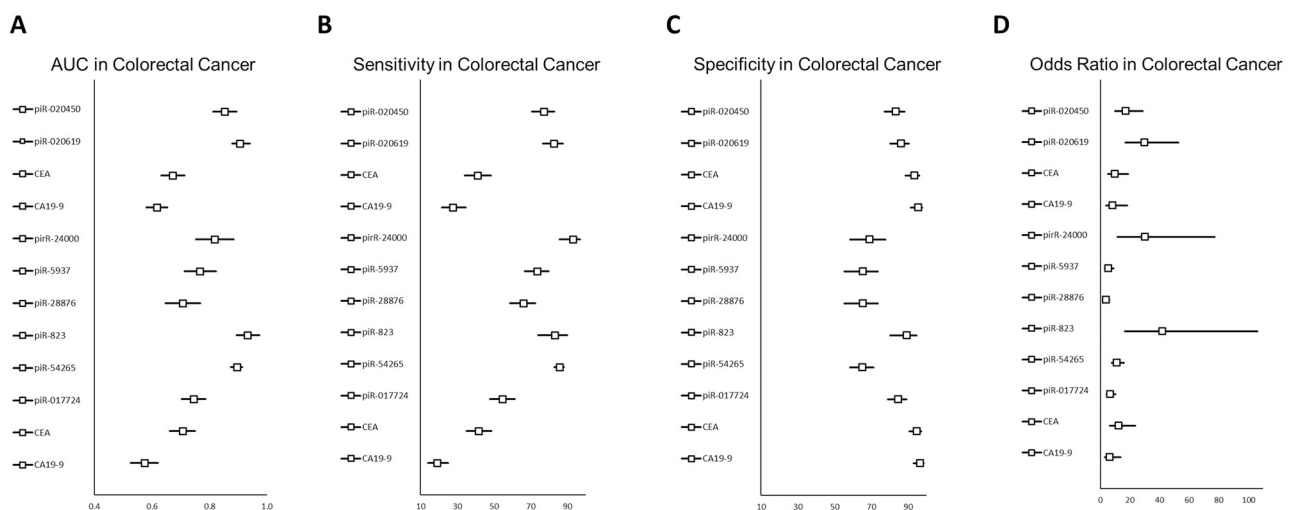 A
AUC in Colorectal Cancer
piR-020450
piR-020619
CEA
CA19-9
pirR-24000
piR-5937
piR-28876
piR-823
piR-54265
piR-017724
CEA
CA19-9
0.4 0.6 0.8 1.0
B
Sensitivity in Colorectal Cancer
piR-020450
piR-020619
CEA
CA19-9
pirR-24000
piR-5937
piR-28876
piR-823
piR-54265
piR-017724
CEA
CA19-9
10 30 50 70 90
C
Specificity in Colorectal Cancer
piR-020450
piR-020619
CEA
CA19-9
pirR-24000
piR-5937
piR-28876
piR-823
piR-54265
piR-017724
CEA
CA19-9
10 30 50 70 90
D
Odds Ratio in Colorectal Cancer
piR-020450
piR-020619
CEA
CA19-9
pirR-24000
piR-5937
piR-28876
piR-823
piR-54265
piR-017724
CEA
CA19-9
0 20 40 60 80 100